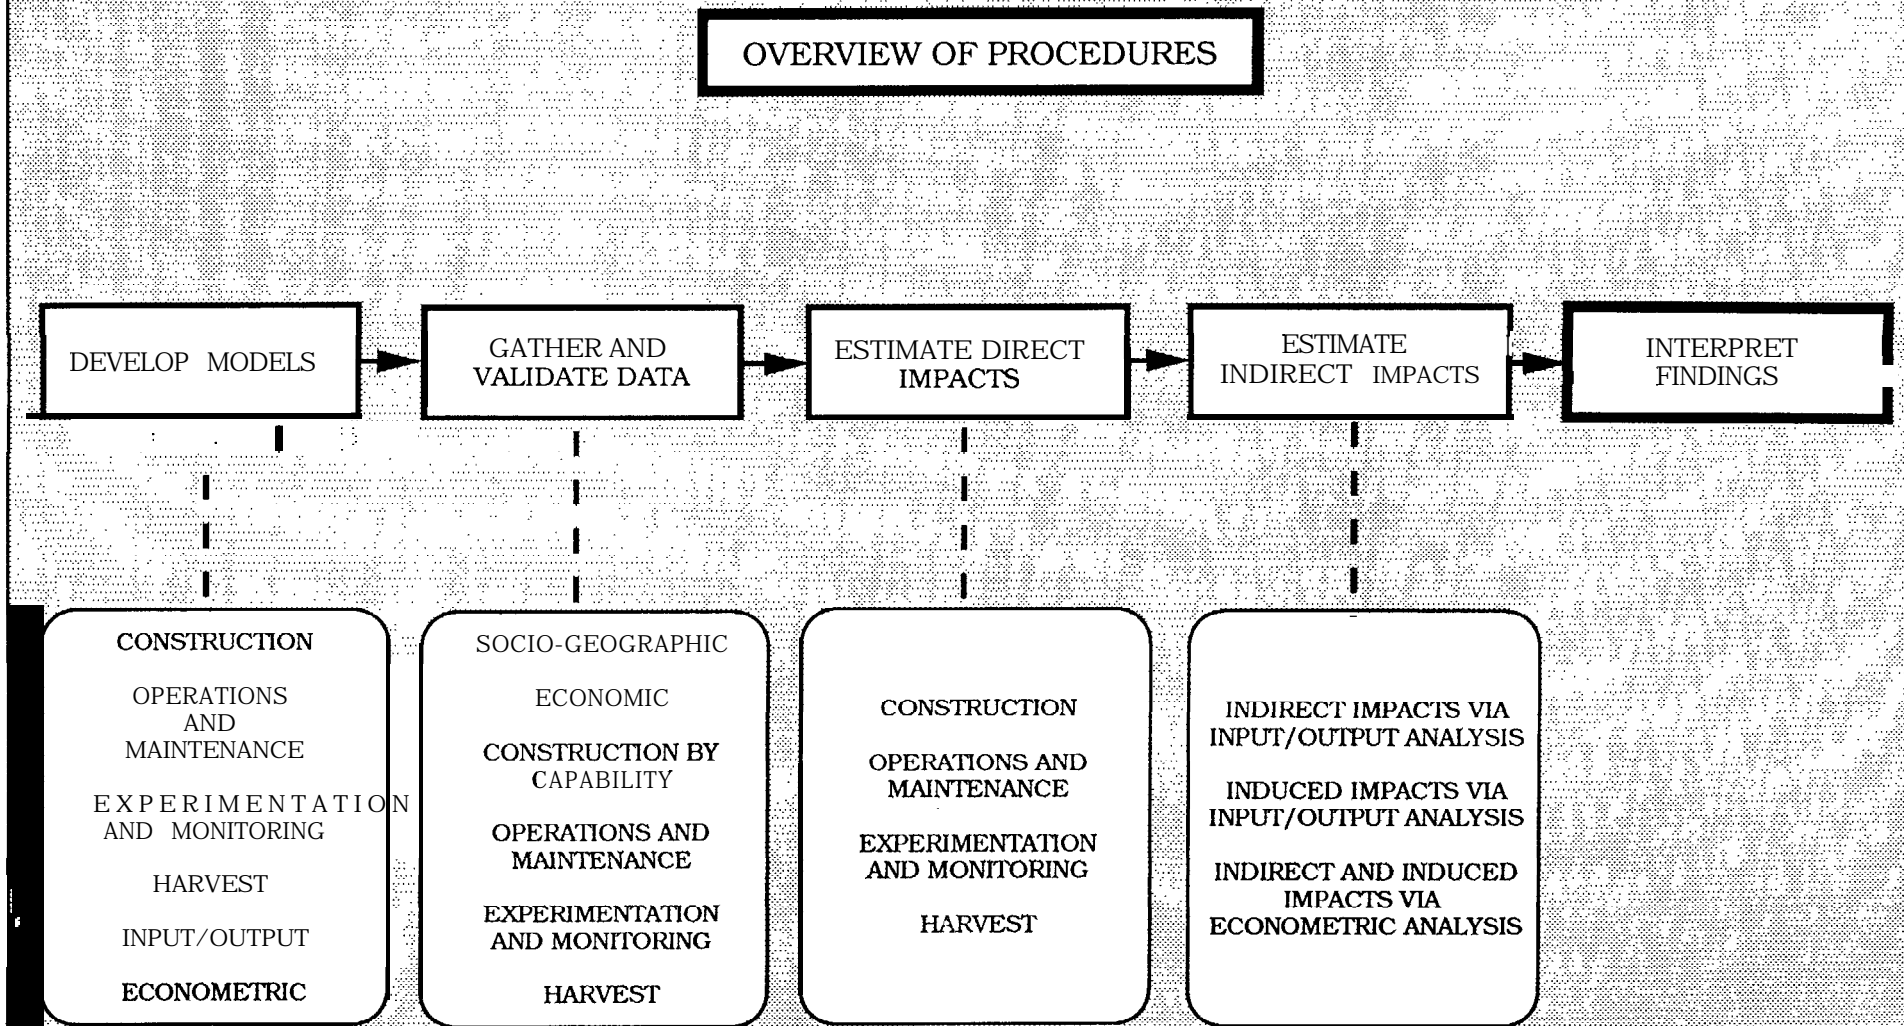 OVERVIEW OF PROCEDURES
DEVELOP MODELS
GATHER AND
VALIDATE DATA
ESTIMATE DIRECT
IMPACTS
ESTIMATE
INDIRECT IMPACTS
INTERPRET
FINDINGS
CONSTRUCTION
OPERATIONS
AND
MAINTENANCE
EXPERIMENTATION
AND MONITORING
HARVEST
INPUT/OUTPUT
ECONOMETRIC
SOCIO-GEOGRAPHIC
ECONOMIC
CONSTRUCTION BY
CAPABILITY
OPERATIONS AND
MAINTENANCE
EXPERIMENTATION
AND MONITORING
HARVEST
CONSTRUCTION
OPERATIONS AND
MAINTENANCE
EXPERIMENTATION
AND MONITORING
HARVEST
INDIRECT IMPACTS VIA
INPUT/OUTPUT ANALYSIS
INDUCED IMPACTS VIA
INPUT/OUTPUT ANALYSIS
INDIRECT AND INDUCED
IMPACTS VIA
ECONOMETRIC ANALYSIS